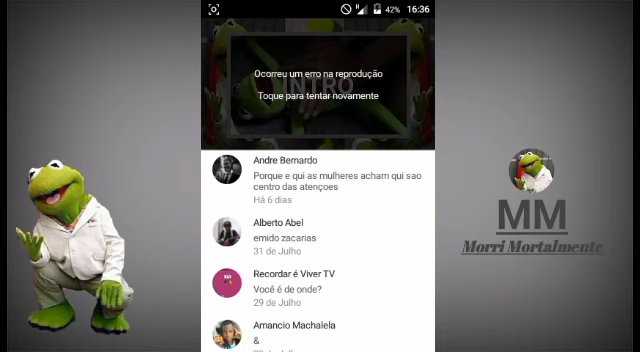 42% 16:36
Ocorreu um erro na reprodução
INTRO
Toque para tentar novamente
Andre Bernardo
Porque e qui as mulheres acham qui sao
centro das atençoes
Há 6 dias
Alberto Abel
emido zacarias
31 de Julho
Recordar é Viver TV
Você é de onde?
29 de Julho
Amancio Machalela
&
MM
Morri Mortalmente